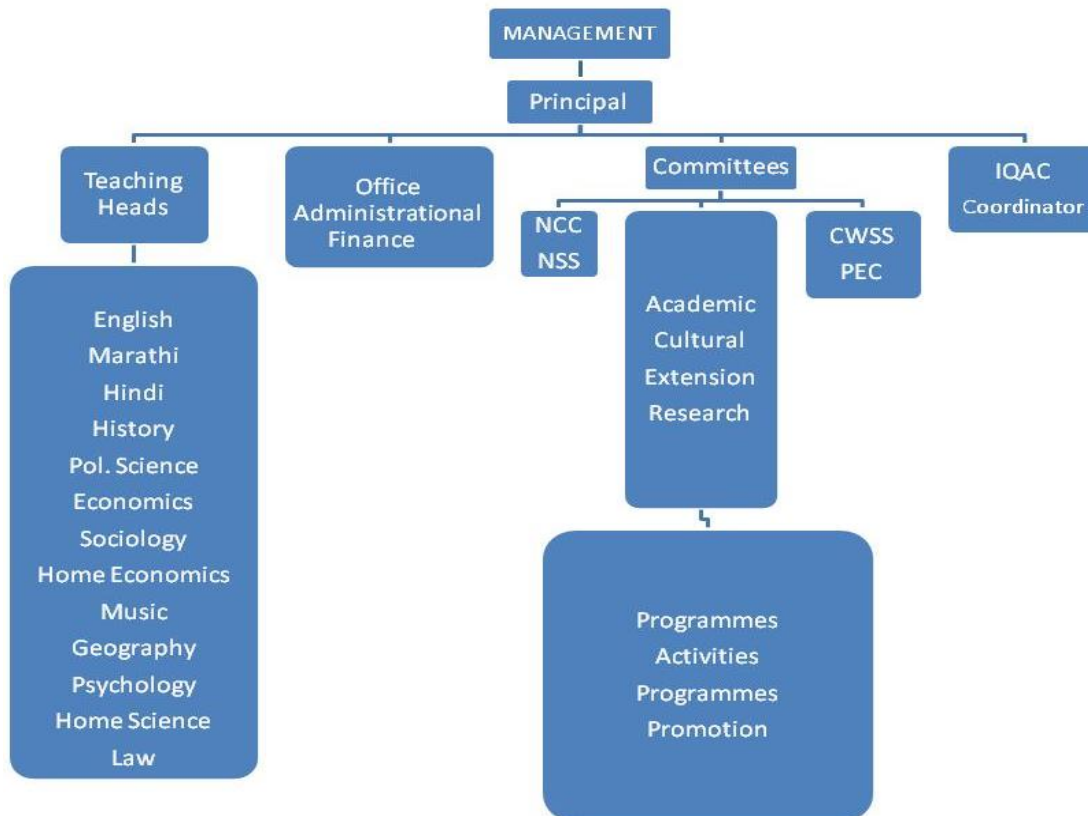 MANAGEMENT
Principal
Teaching
Heads
Office
Administrational
Finance
Committees
IQAC
Coordinator
NCC
NSS
CWSS
PEC
Academic
Cultural
Extension
Research
English
Marathi
Hindi
History
Pol. Science
Economics
Sociology
Home Economics
Music
Geography
Psychology
Home Science
Law
Programmes
Activities
Programmes
Promotion